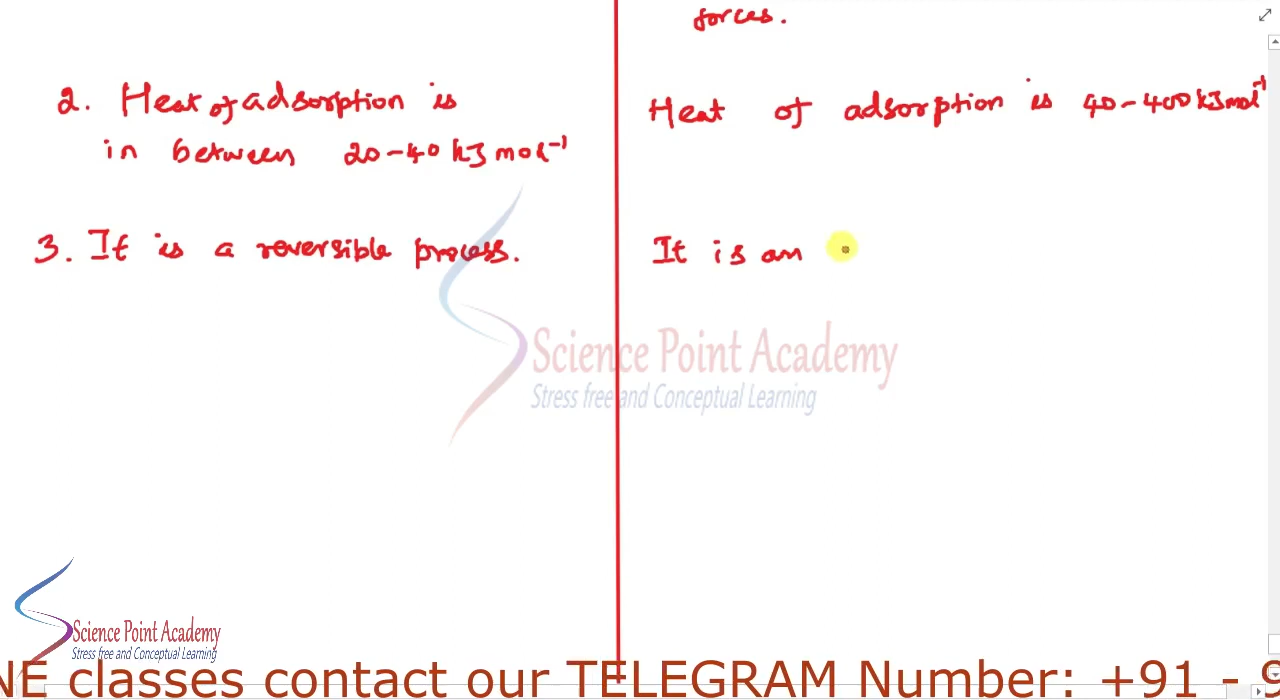 forces.
2. Heat of adsorption is
in between 20-40 kJ mol-1
Heat of adsorption is 40-400 kJ mol-1
3. It is a reversible process.
It is an
Science Point Academy
Stress free and Conceptual Learning
Science Point Academy
Stress free and Conceptual Learning
NE classes contact our TELEGRAM Number: +91 - 9